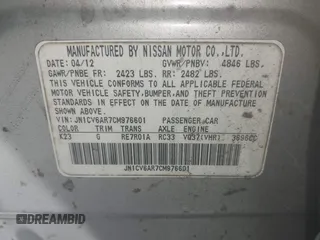 MANUFACTURED BY NISSAN MOTOR CO.,LTD.
DATE: 04/12 GVWR/PNBV: 4846 LBS.
GAWR/PNBE FR: 2423 LBS. RR: 2482 LBS.
THIS VEHICLE CONFORMS TO ALL APPLICABLE
FEDERAL MOTOR VEHICLE
SAFETY,BUMPER,AND THEFT PREVENTION
STANDARDS IN EFFECT
ON THE DATE OF MANUFACTURE
SHOWN ABOVE.
VIN: JN1CV6AR7CM976601 PASSENGER CAR
COLOR TRIM TRANS AXLE ENGINE
K23 G RE7R01A RC33 VQ37(VHR)
©IBIDAMBID